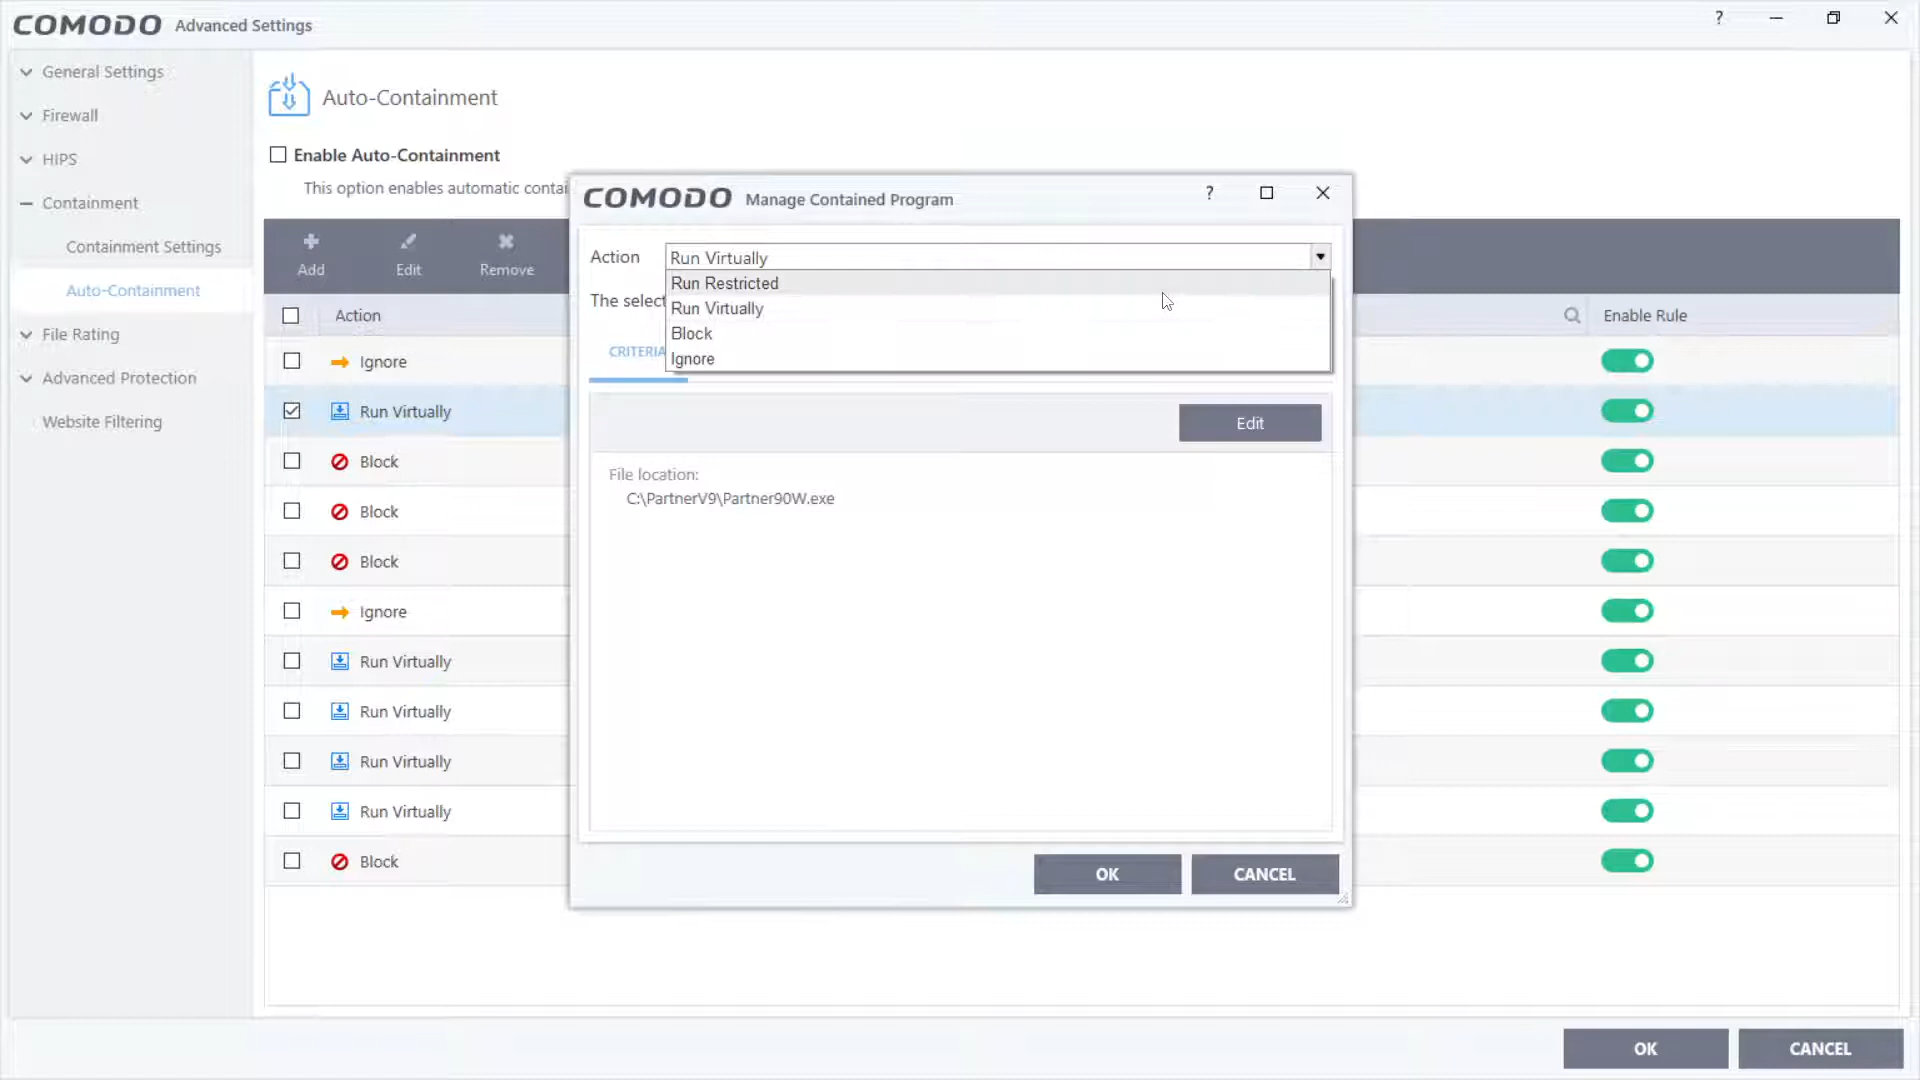 COMODO Advanced Settings
?
General Settings
Firewall
HIPS
Containment
Containment Settings
Auto-Containment
File Rating
Advanced Protection
Website Filtering
Auto-Containment
Enable Auto-Containment
This option enables automatic contai
Add Edit Remove
Action Enable Rule
Ignore
Run Virtually
Block
Block
Block
Ignore
Run Virtually
Run Virtually
Run Virtually
Run Virtually
Block
COMODO Manage Contained Program
?
Action Run Virtually
Run Restricted
Run Virtually
Block
Ignore
The select
CRITERIA
Edit
File location:
C:\PartnerV9\Partner90W.exe
OK CANCEL
OK CANCEL